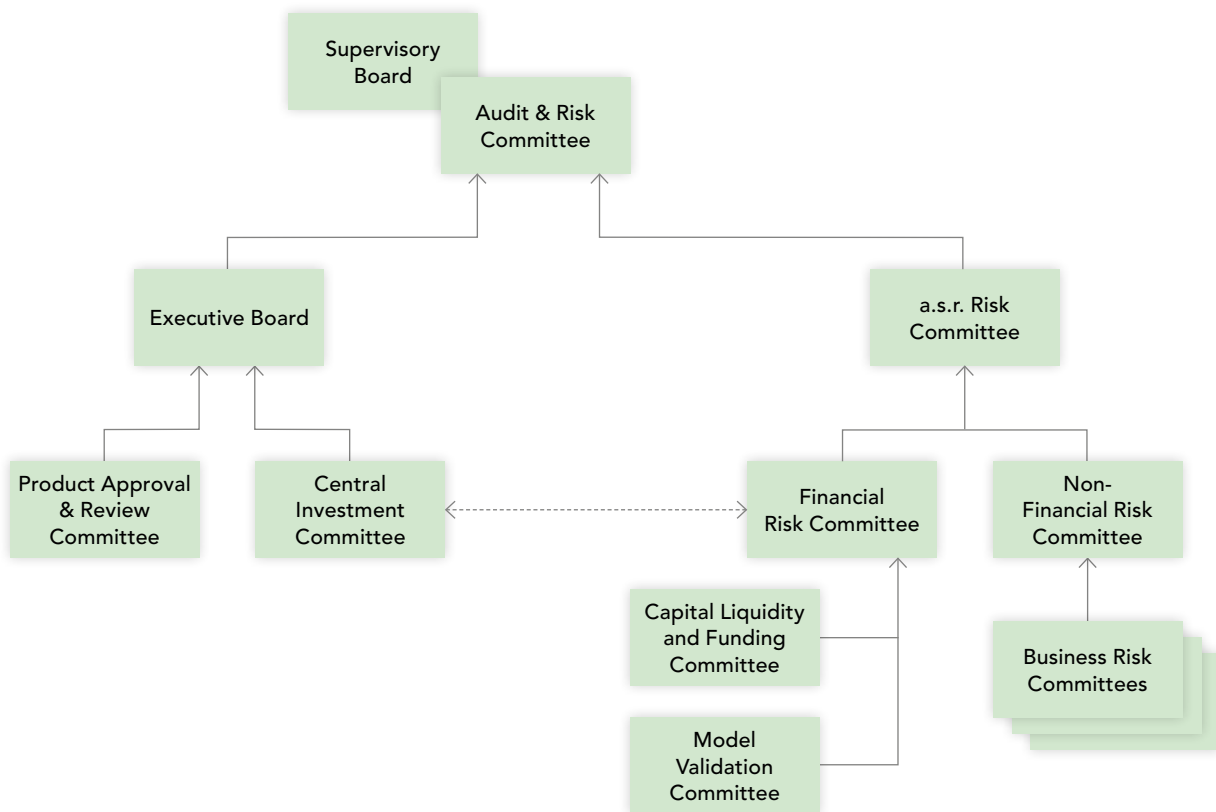 Supervisory
Board
Audit & Risk
Committee
Executive Board
a.s.r. Risk
Committee
Product Approval
& Review
Committee
Central
Investment
Committee
Financial
Risk Committee
Non-
Financial Risk
Committee
Capital Liquidity
and Funding
Committee
Business Risk
Committees
Model
Validation
Committee